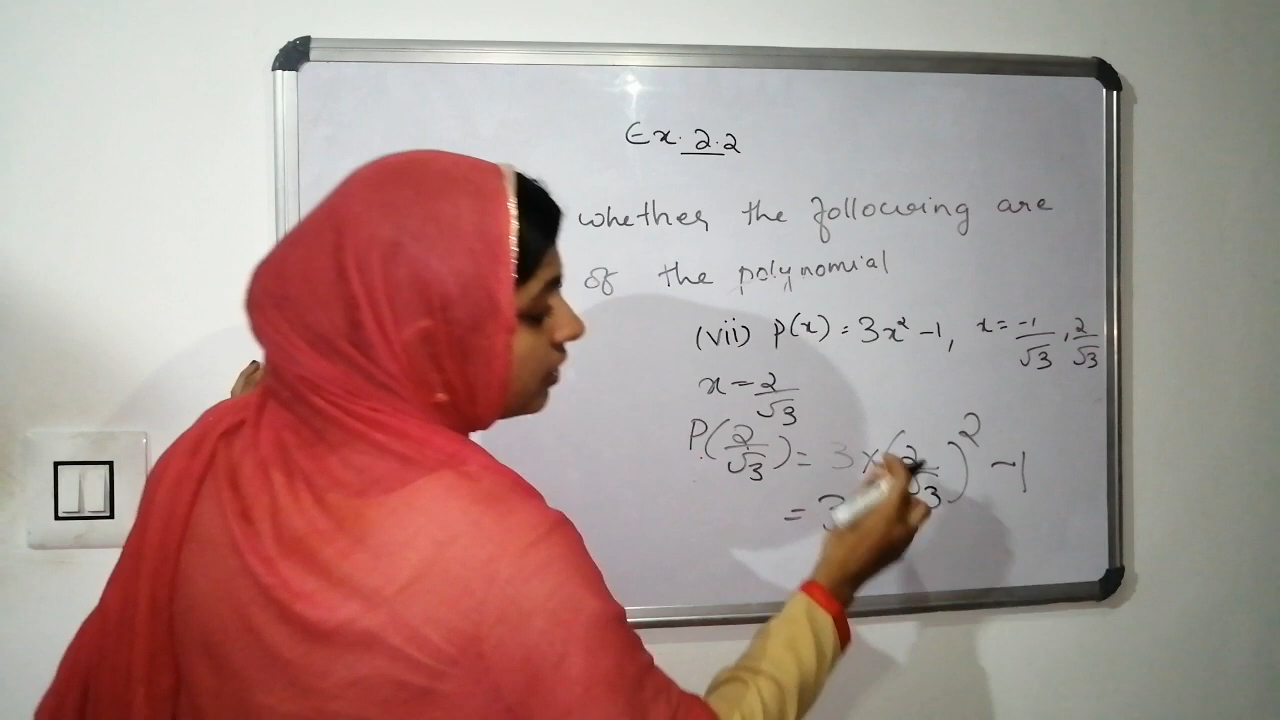 Ex. 2.2
whether the following are
of the polynomial
(vii) p(x) = 3x² - 1, x = -1/√3, 2/√3
x = 2/√3
P(2/√3) = 3 × (2/√3)² - 1
= 3